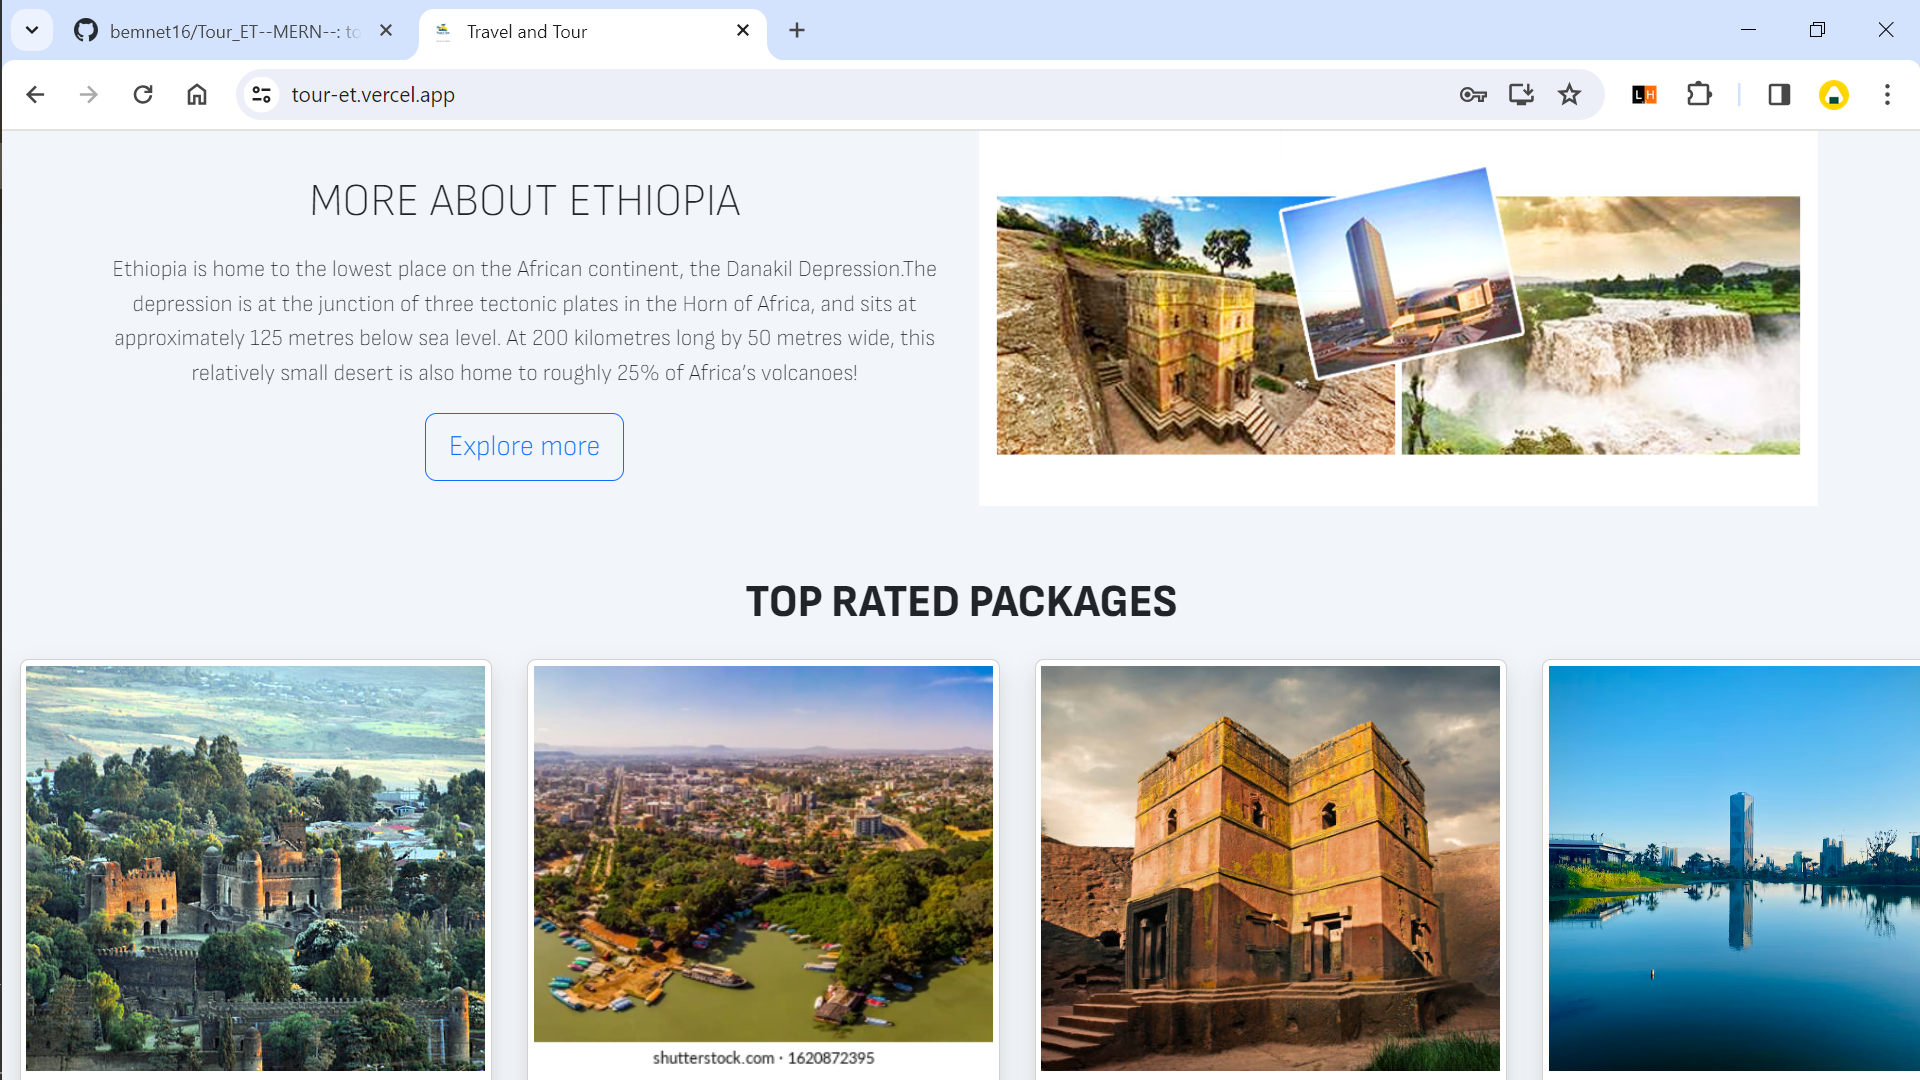 bemnet16/Tour_ET--MERN--: to
Travel and Tour
tour-et.vercel.app
L H
MORE ABOUT ETHIOPIA
Ethiopia is home to the lowest place on the African continent, the Danakil Depression.The
depression is at the junction of three tectonic plates in the Horn of Africa, and sits at
approximately 125 metres below sea level. At 200 kilometres long by 50 metres wide, this
relatively small desert is also home to roughly 25% of Africa’s volcanoes!
Explore more
TOP RATED PACKAGES
shutterstock.com · 1620872395